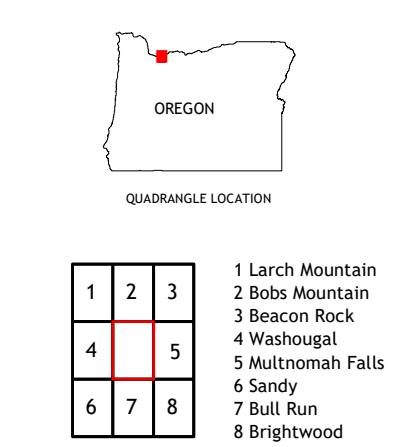 OREGON
QUADRANGLE LOCATION
1 2 3
4 5
6 7 8
1 Larch Mountain
2 Bobs Mountain
3 Beacon Rock
4 Washougal
5 Multnomah Falls
6 Sandy
7 Bull Run
8 Brightwood